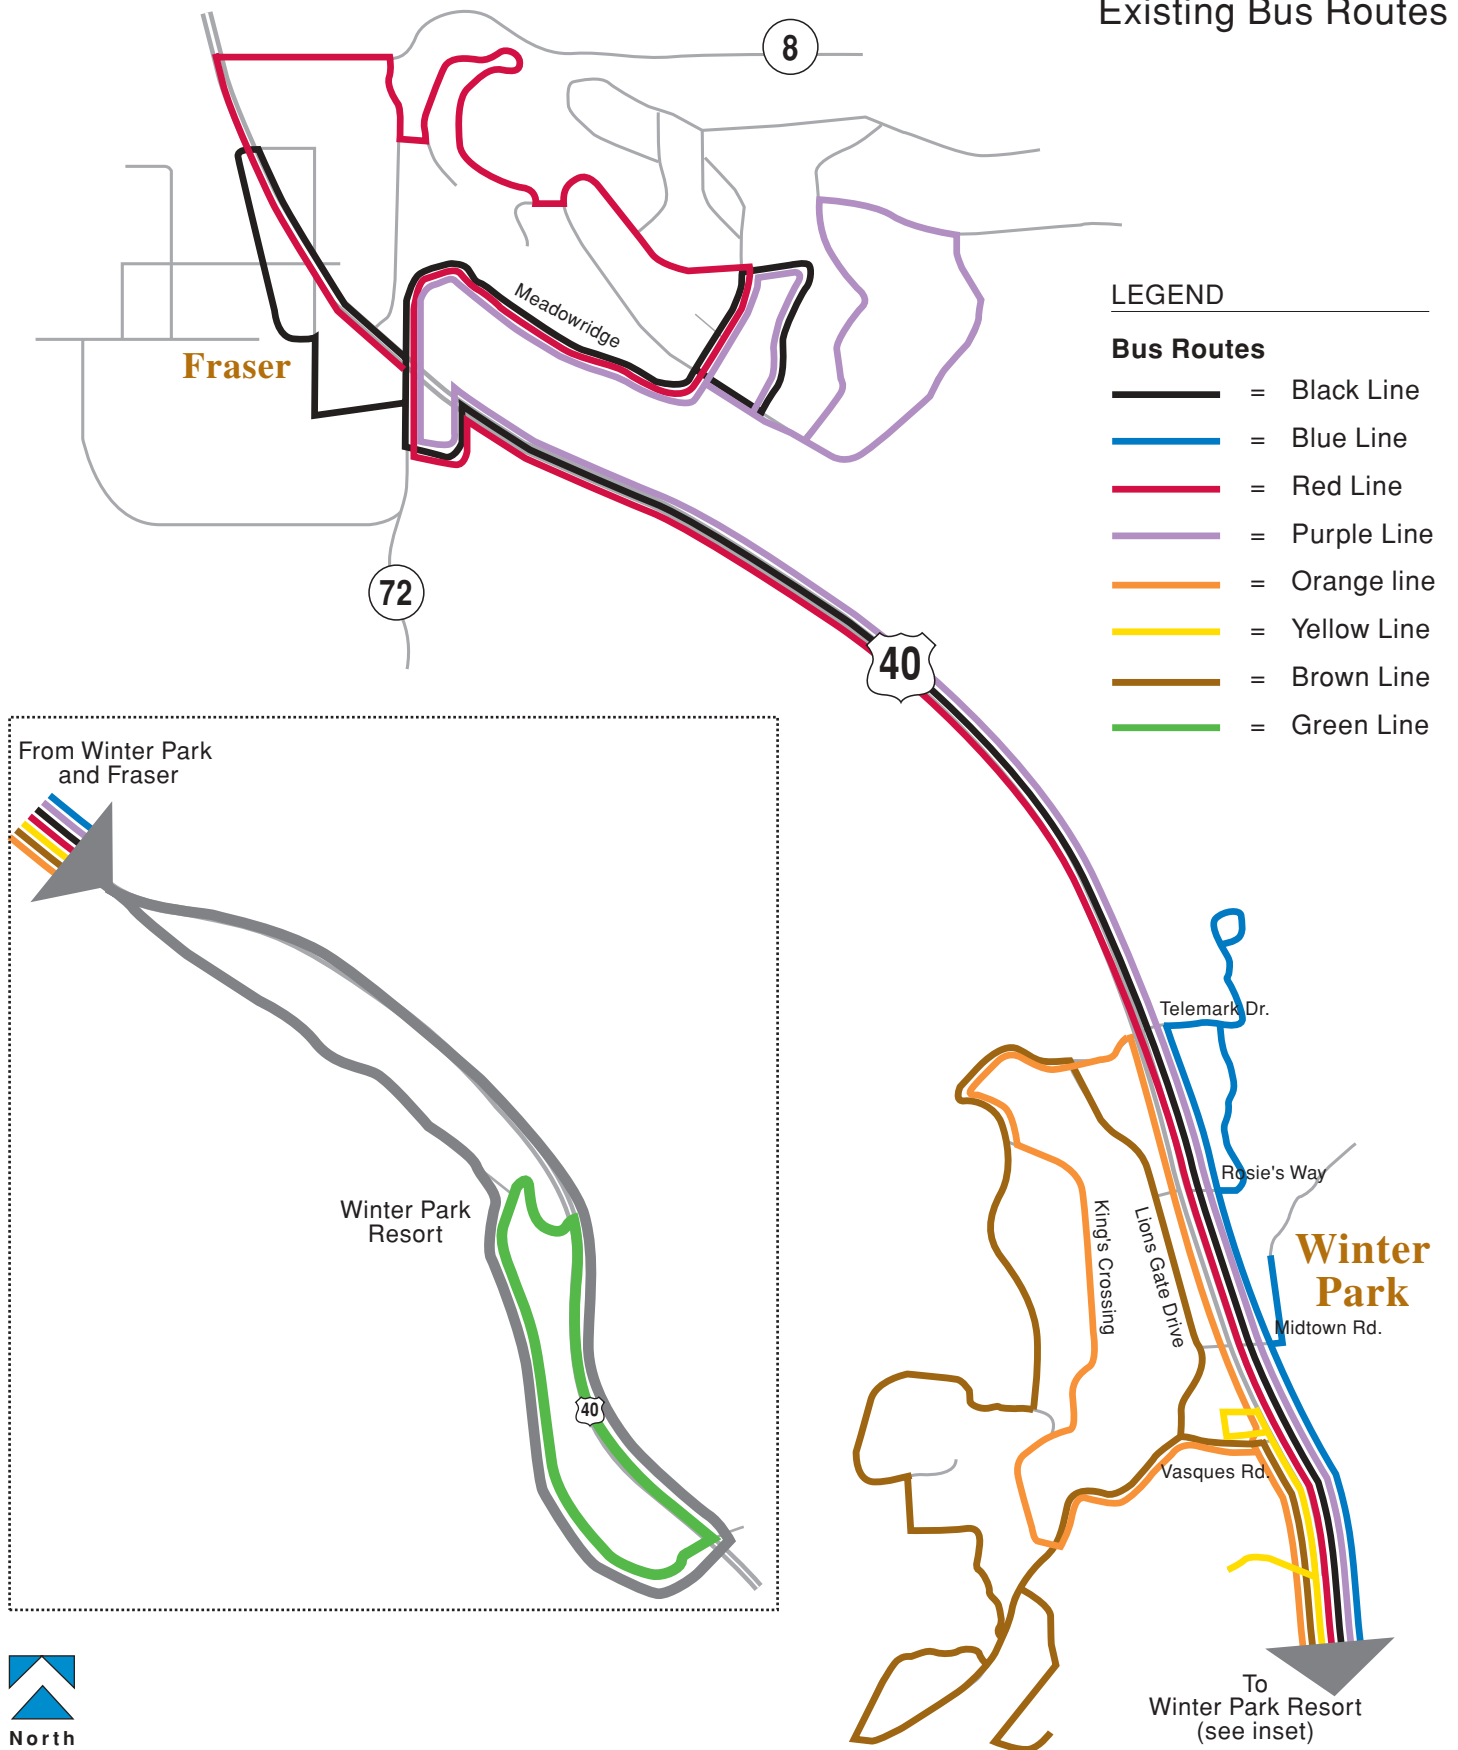 Existing Bus Routes
8
LEGEND
Bus Routes
= Black Line
= Blue Line
= Red Line
= Purple Line
= Orange line
= Yellow Line
= Brown Line
= Green Line
Meadowridge
Fraser
72
40
From Winter Park
and Fraser
Winter Park
Resort
40
Telemark Dr.
Rosie's Way
King's Crossing
Lions Gate Drive
Winter
Park
Midtown Rd.
Vasques Rd.
To
Winter Park Resort
(see inset)
North